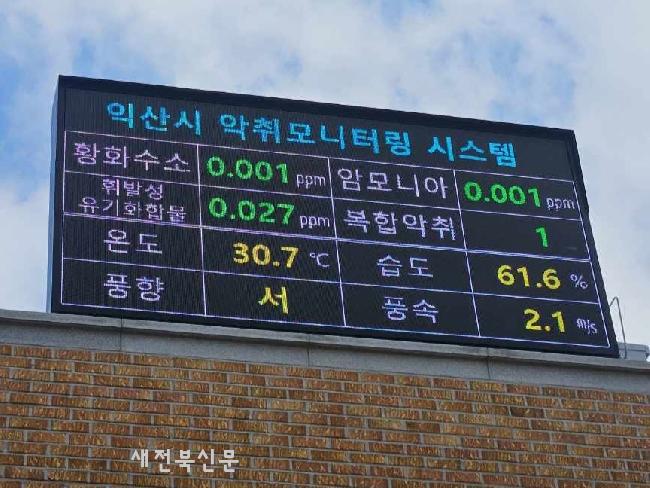 익산시 악취모니터링 시스템
황화수소 0.001 ppm 암모니아 0.001 ppm
휘발성 유기화합물 0.027 ppm 복합악취 1
온도 30.7 ℃ 습도 61.6 %
풍향 서 풍속 2.1 m/s
새전북신문